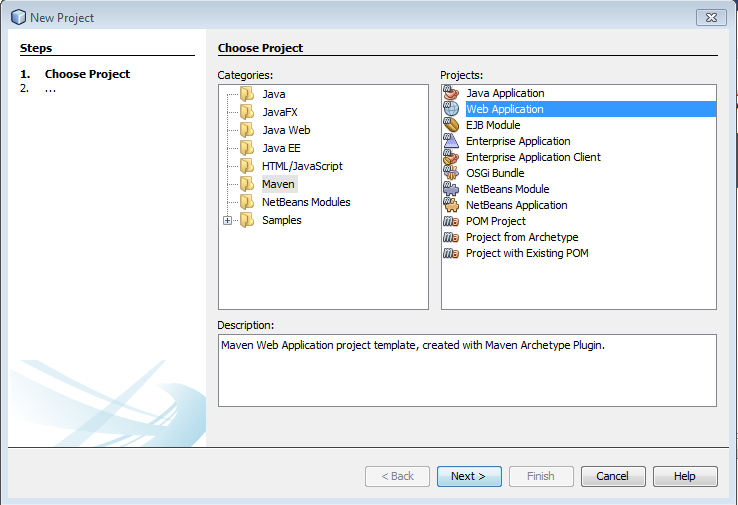 New Project
Steps
1. Choose Project
2. ...
Choose Project
Categories:
Java
JavaFX
Java Web
Java EE
HTML/JavaScript
Maven
NetBeans Modules
Samples
Projects:
Java Application
Web Application
EJB Module
Enterprise Application
Enterprise Application Client
OSGi Bundle
NetBeans Module
NetBeans Application
POM Project
Project from Archetype
Project with Existing POM
Description:
Maven Web Application project template, created with Maven Archetype Plugin.
< Back
Next >
Finish
Cancel
Help